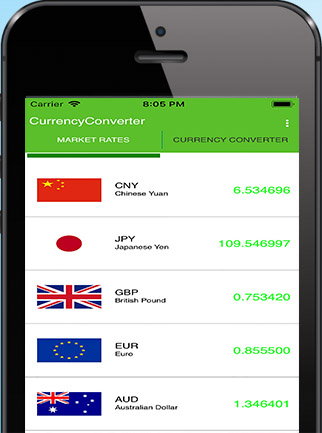 Carrier 8:05 PM
CurrencyConverter
MARKET RATES CURRENCY CONVERTER
CNY
Chinese Yuan
6.534696
JPY
Japanese Yen
109.546997
GBP
British Pound
0.753420
EUR
Euro
0.855500
AUD
Australian Dollar
1.346401